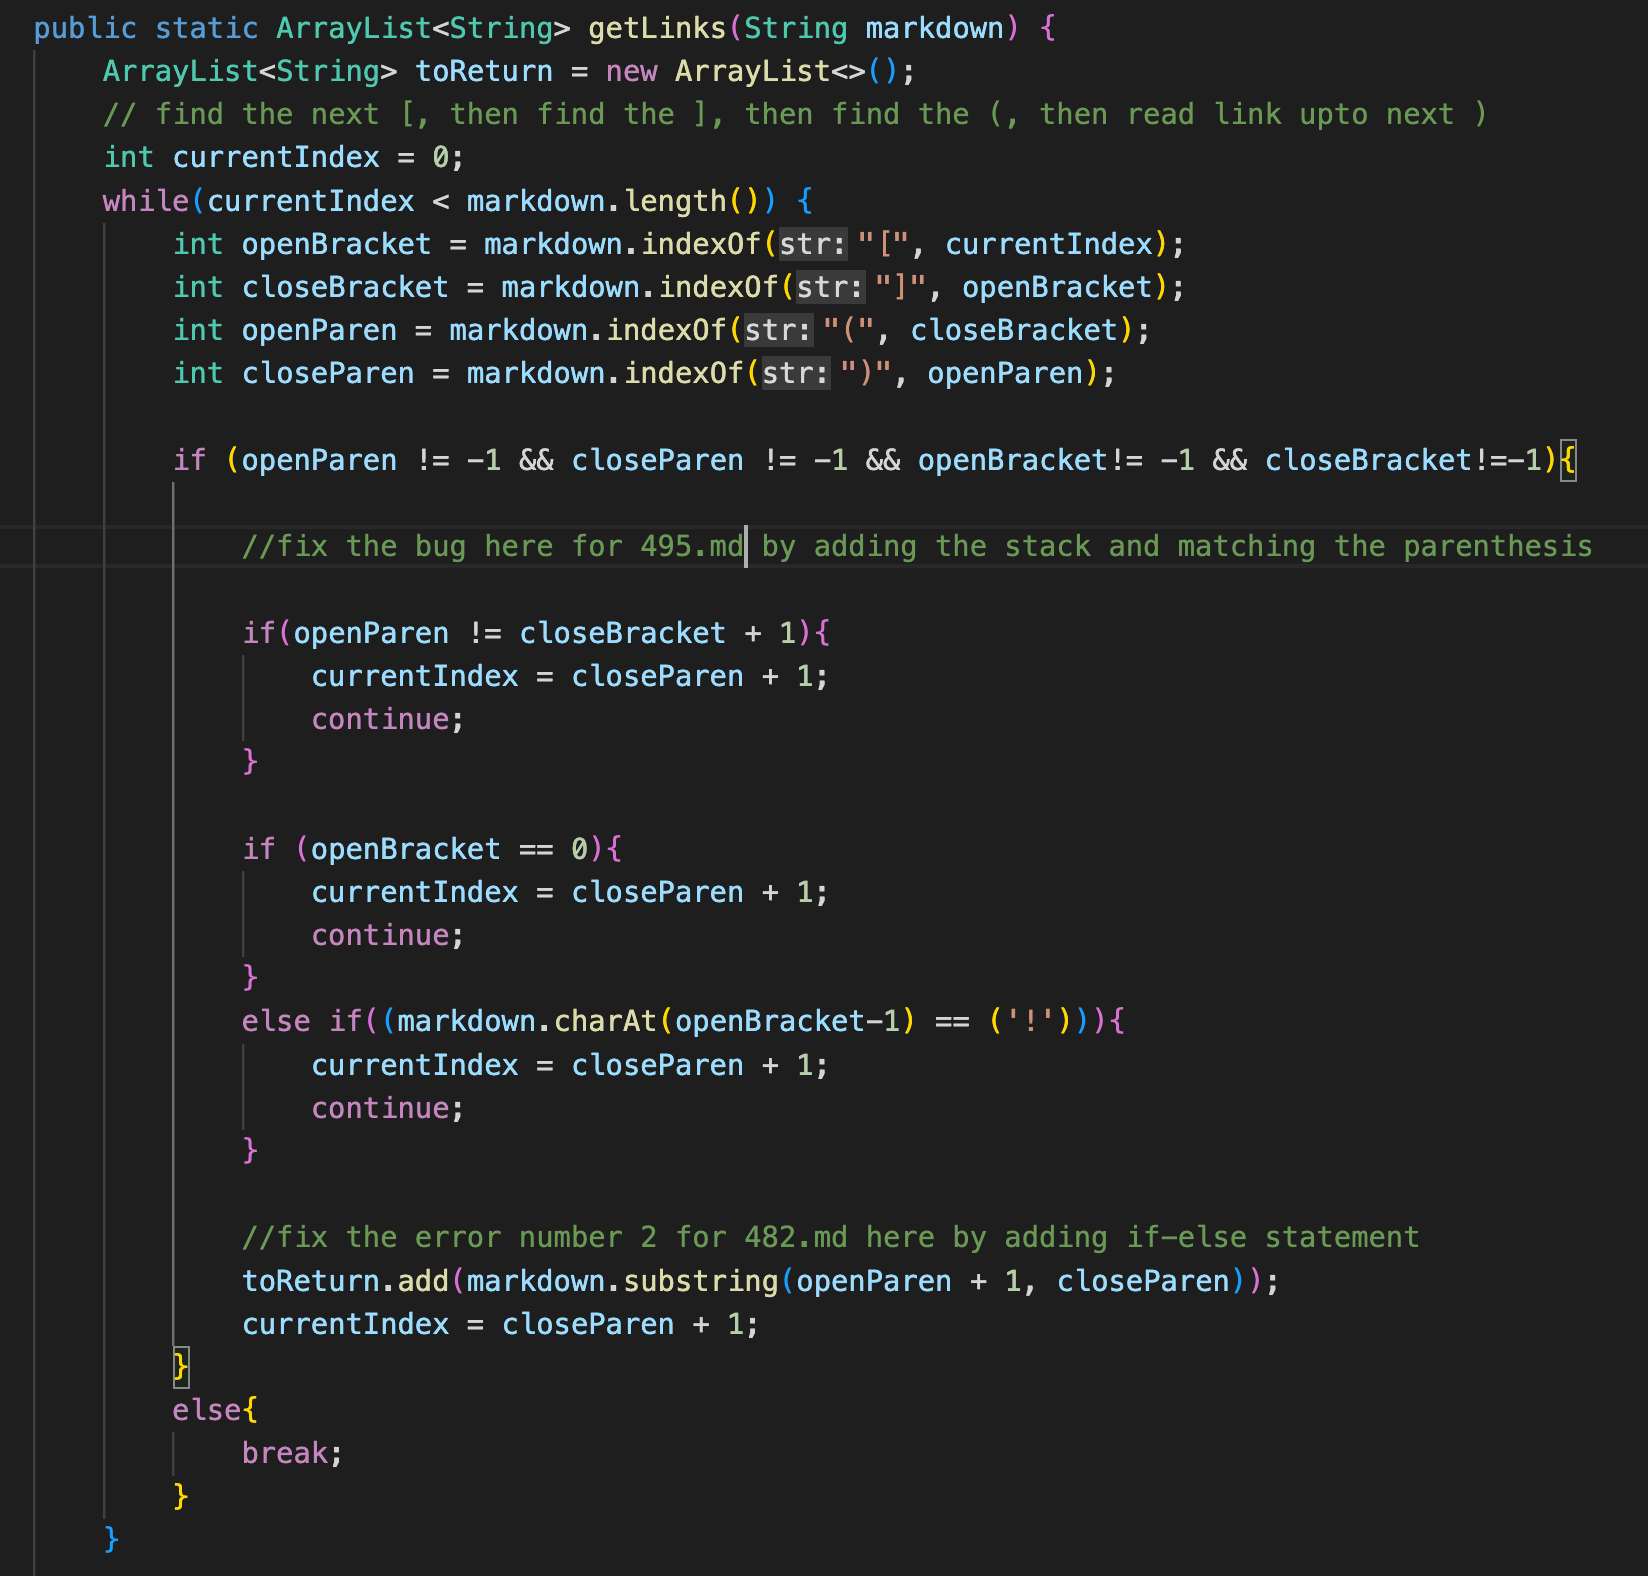 public static ArrayList<String> getLinks(String markdown) {
    ArrayList<String> toReturn = new ArrayList<>();
    // find the next [, then find the ], then find the (, then read link upto next )
    int currentIndex = 0;
    while(currentIndex < markdown.length()) {
        int openBracket = markdown.indexOf(str: "[", currentIndex);
        int closeBracket = markdown.indexOf(str: "]", openBracket);
        int openParen = markdown.indexOf(str: "(", closeBracket);
        int closeParen = markdown.indexOf(str: ")", openParen);

        if (openParen != -1 && closeParen != -1 && openBracket!= -1 && closeBracket!=-1){

            //fix the bug here for 495.md by adding the stack and matching the parenthesis

            if(openParen != closeBracket + 1){
                currentIndex = closeParen + 1;
                continue;
            }

            if (openBracket == 0){
                currentIndex = closeParen + 1;
                continue;
            }
            else if((markdown.charAt(openBracket-1) == ('!'))){
                currentIndex = closeParen + 1;
                continue;
            }

            //fix the error number 2 for 482.md here by adding if-else statement
            toReturn.add(markdown.substring(openParen + 1, closeParen));
            currentIndex = closeParen + 1;
        }
        else{
            break;
        }
    }